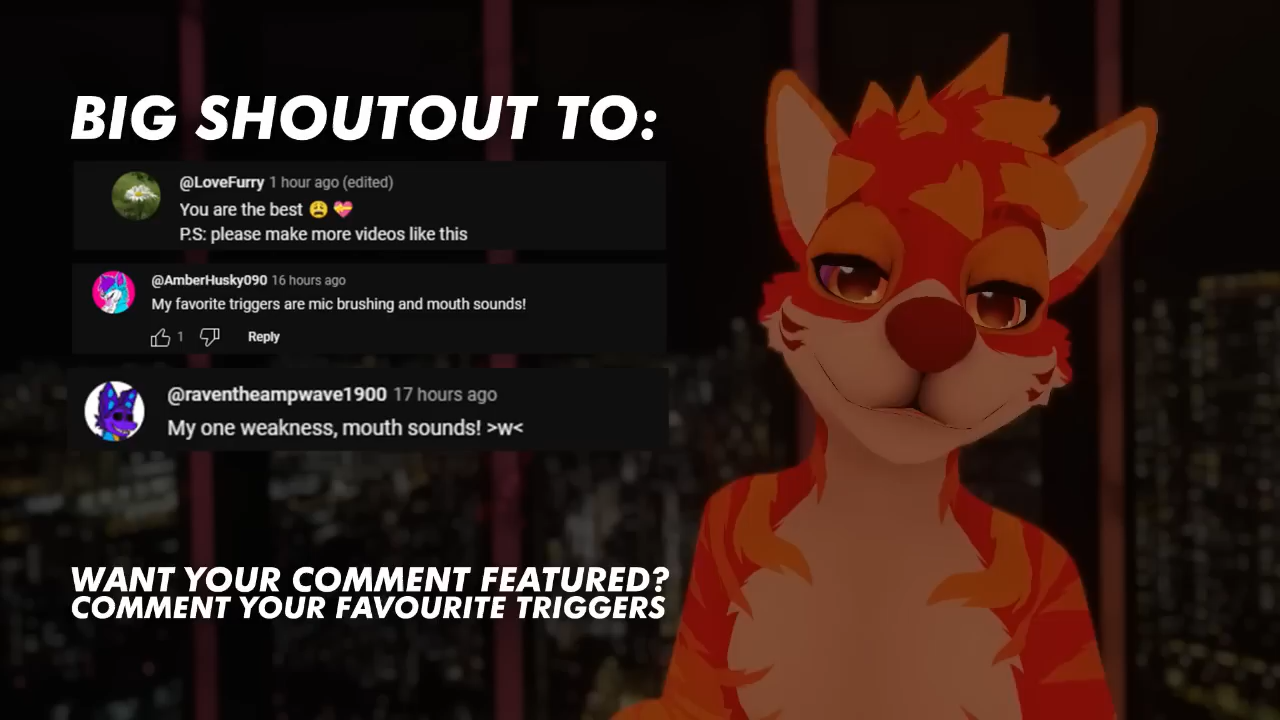 BIG SHOUTOUT TO:
@LoveFurry 1 hour ago (edited)
You are the best 😩 💝
P.S: please make more videos like this
@AmberHusky090 16 hours ago
My favorite triggers are mic brushing and mouth sounds!
1 Reply
@raventheampwave1900 17 hours ago
My one weakness, mouth sounds! >w<
WANT YOUR COMMENT FEATURED?
COMMENT YOUR FAVOURITE TRIGGERS